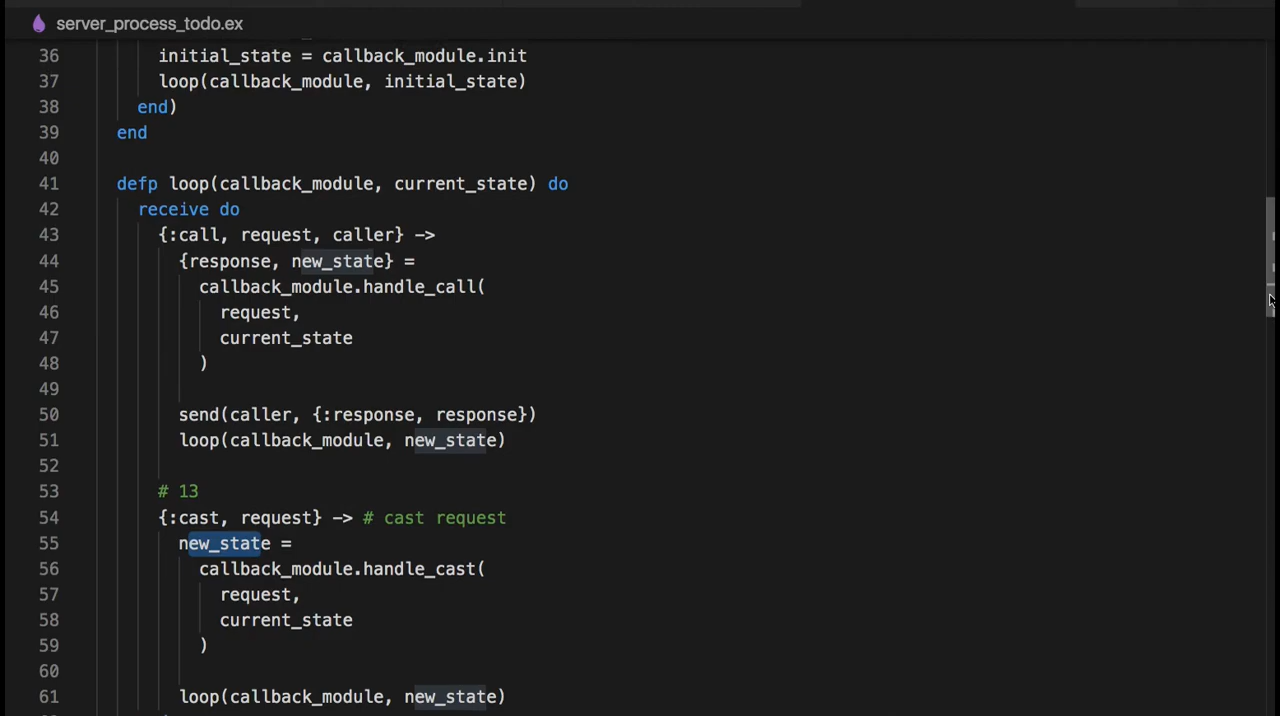 server_process_todo.ex
36 initial_state = callback_module.init
37 loop(callback_module, initial_state)
38 end)
39 end
40
41 defp loop(callback_module, current_state) do
42 receive do
43 {:call, request, caller} ->
44 {response, new_state} =
45 callback_module.handle_call(
46 request,
47 current_state
48 )
49
50 send(caller, {:response, response})
51 loop(callback_module, new_state)
52
53 # 13
54 {:cast, request} -> # cast request
55 new_state =
56 callback_module.handle_cast(
57 request,
58 current_state
59 )
60
61 loop(callback_module, new_state)